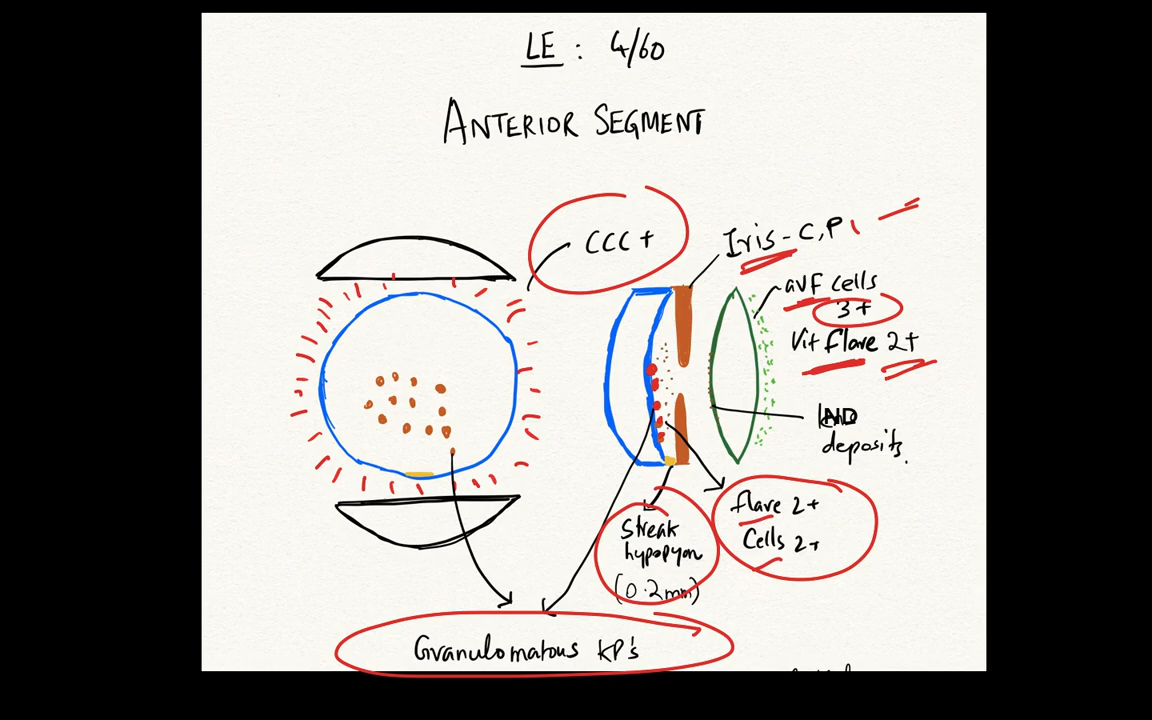 LE : 4/60
ANTERIOR SEGMENT
CCC +
Iris - C, P
avf cells
3+
Vit flare 2+
deposits.
flare 2+
Cells 2+
Streak
hypopyon
(0.2mm)
Granulomatous KP's